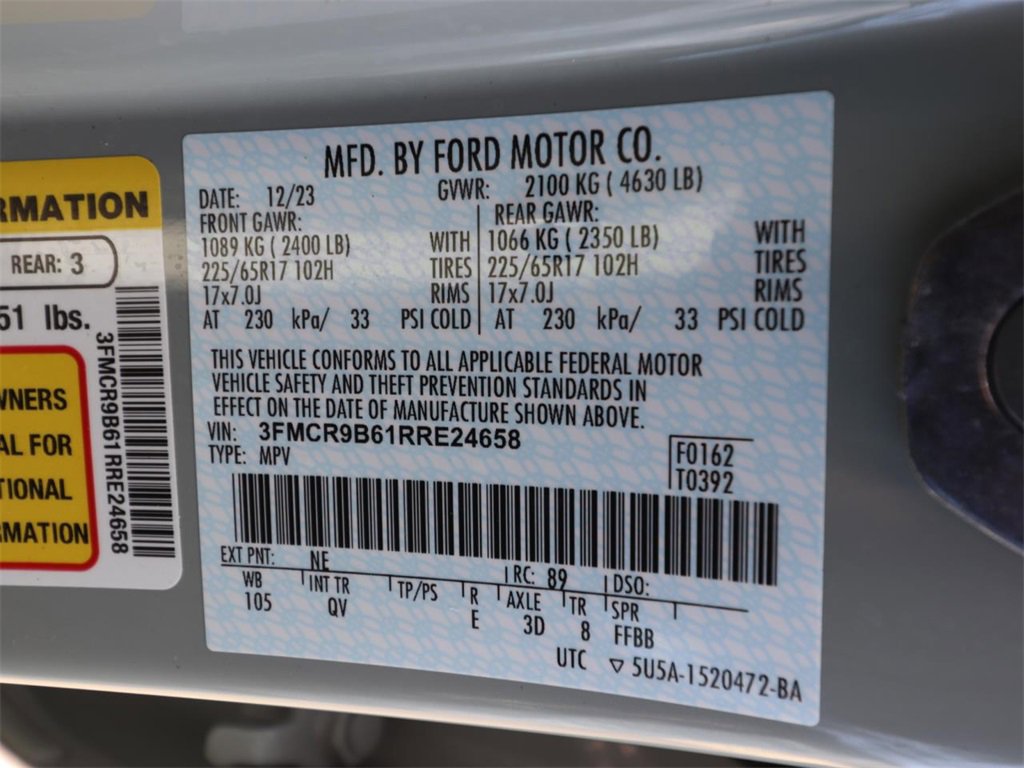 RMATION
REAR: 3
51 lbs.
WNERS
AL FOR
TIONAL
RMATION
3FMCR9B61RRE24658
MFD. BY FORD MOTOR CO.
DATE: 12/23 GVWR: 2100 KG ( 4630 LB)
FRONT GAWR: REAR GAWR:
1089 KG ( 2400 LB) WITH 1066 KG ( 2350 LB) WITH
225/65R17 102H TIRES 225/65R17 102H TIRES
17x7.0J RIMS 17x7.0J RIMS
AT 230 kPa/ 33 PSI COLD AT 230 kPa/ 33 PSI COLD
THIS VEHICLE CONFORMS TO ALL APPLICABLE FEDERAL MOTOR
VEHICLE SAFETY AND THEFT PREVENTION STANDARDS IN
EFFECT ON THE DATE OF MANUFACTURE SHOWN ABOVE.
VIN: 3FMCR9B61RRE24658
TYPE: MPV
F0162
T0392
EXT PNT: NE RC: 89 DSO:
WB INT TR TP/PS R AXLE TR SPR
105 QV E 3D 8 FFBB
UTC ▽ 5U5A-1520472-BA